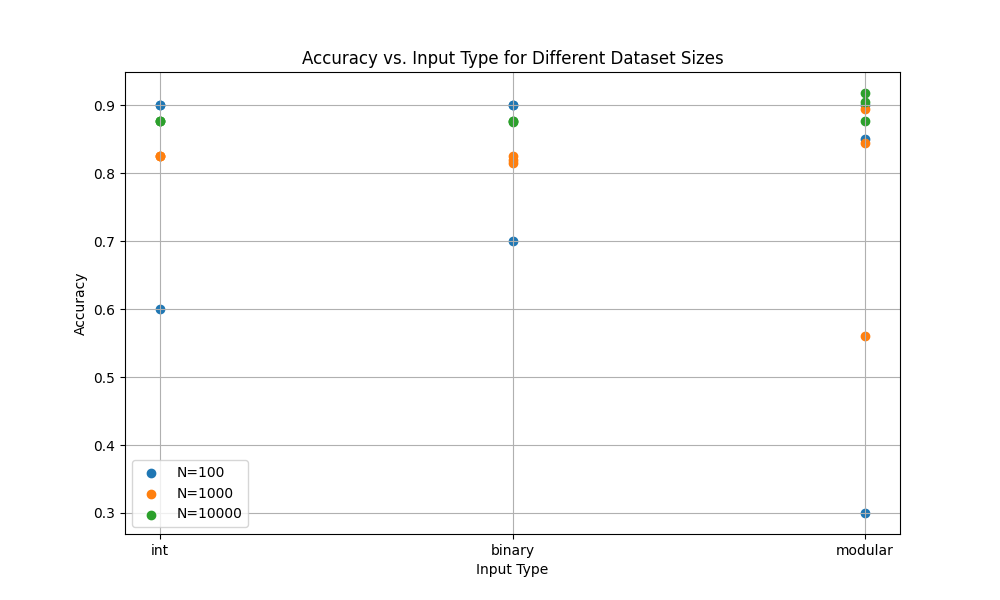 Accuracy vs. Input Type for Different Dataset Sizes
0.9
0.8
0.7
0.6
0.5
0.4
0.3
Accuracy
N=100
N=1000
N=10000
int
binary
modular
Input Type